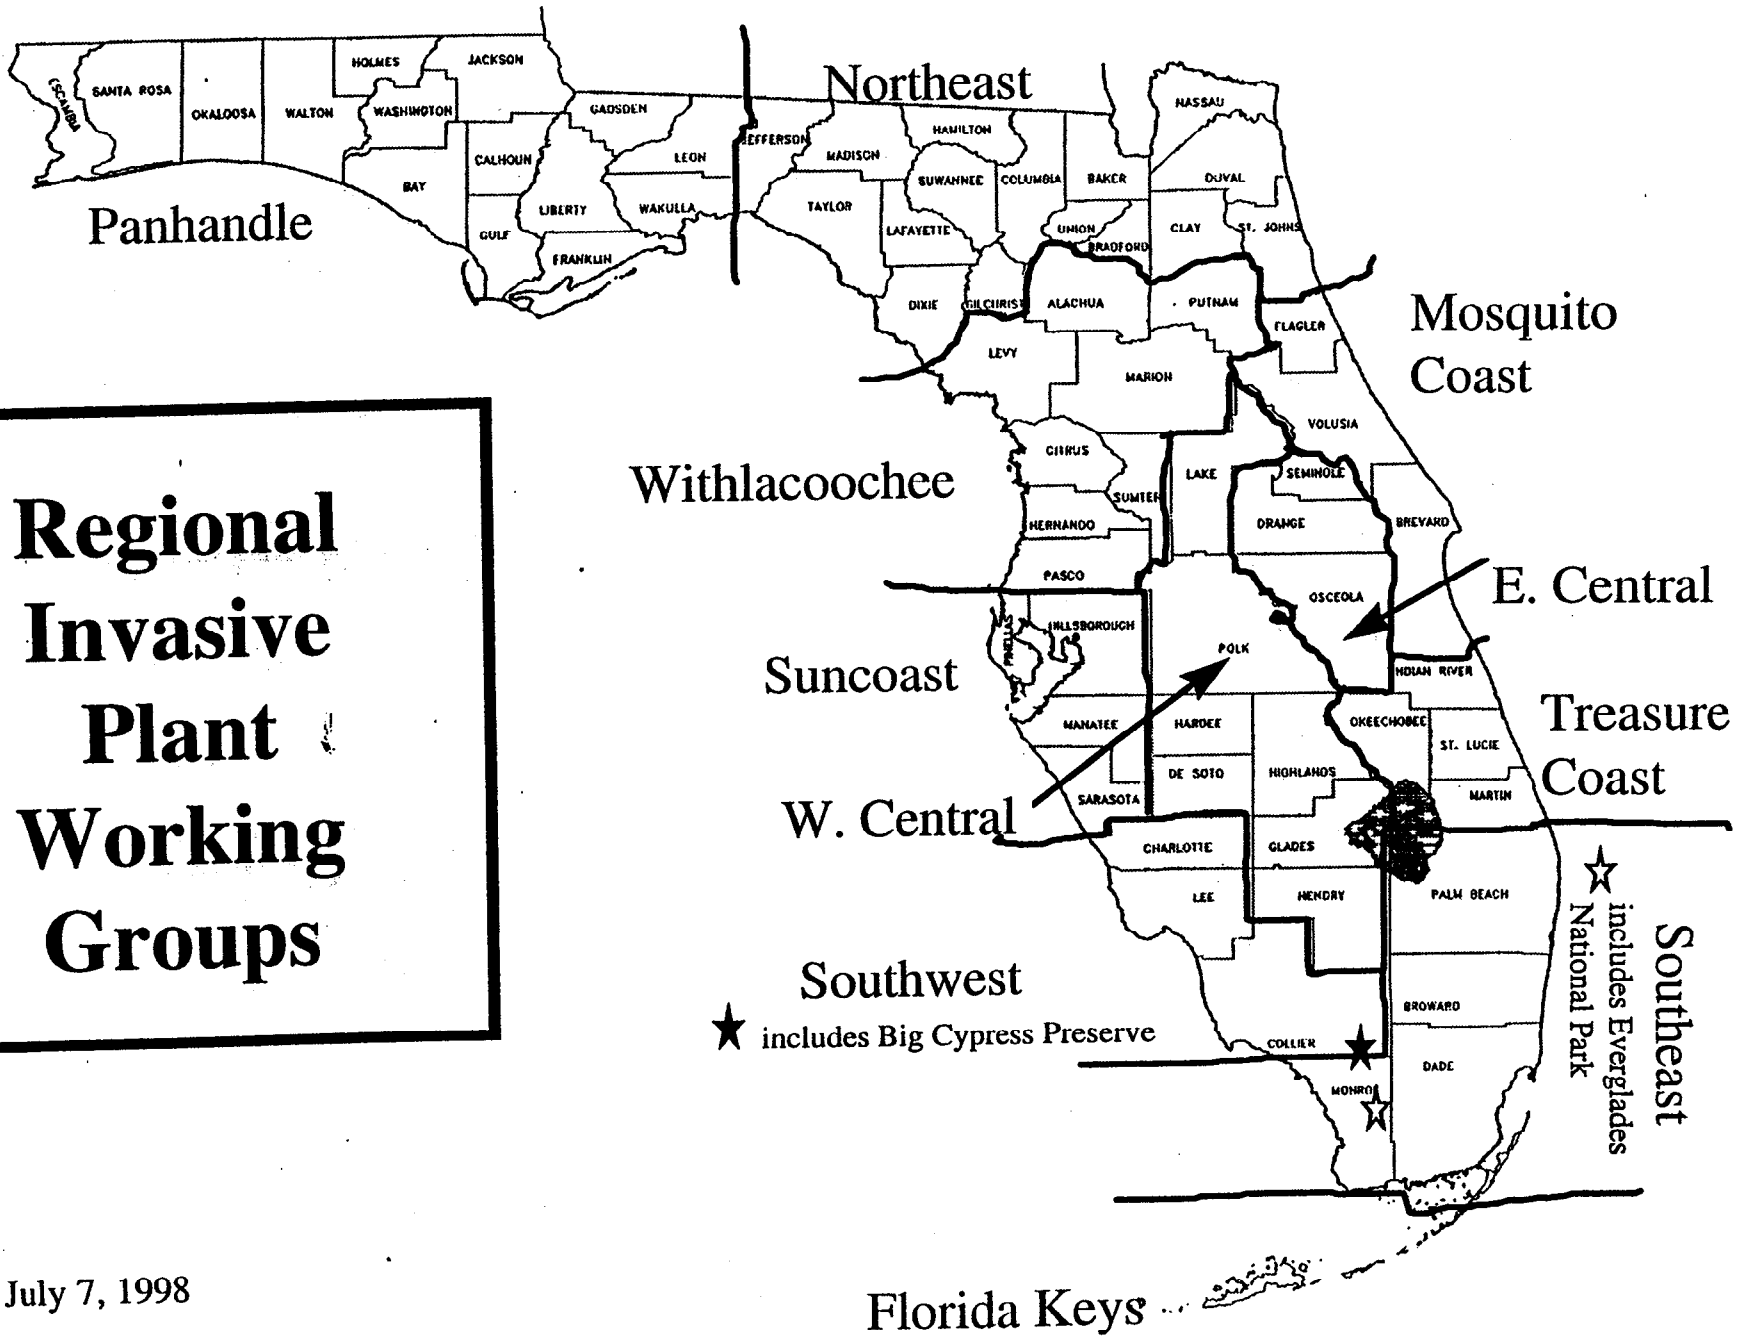 Northeast
Panhandle
Mosquito
Coast
Withlacoochee
E. Central
Suncoast
Treasure
Coast
W. Central
Southwest
★ includes Big Cypress Preserve
Southeast
☆ includes Everglades
National Park
Florida Keys
Regional
Invasive
Plant
Working
Groups
July 7, 1998
ESCAMBIA
SANTA ROSA
OKALOOSA
WALTON
HOLMES
JACKSON
WASHINGTON
BAY
CALHOUN
GULF
GADSDEN
LIBERTY
LEON
WAKULLA
FRANKLIN
JEFFERSON
MADISON
TAYLOR
HAMILTON
SUWANNEE
LAFAYETTE
DIXIE
COLUMBIA
GILCHRIST
BAKER
UNION
BRADFORD
NASSAU
DUVAL
CLAY
ST. JOHNS
ALACHUA
PUTNAM
FLAGLER
LEVY
MARION
VOLUSIA
CITRUS
SUMTER
LAKE
SEMINOLE
HERNANDO
ORANGE
BREVARD
PASCO
OSCEOLA
PINELLAS
HILLSBOROUGH
POLK
INDIAN RIVER
MANATEE
HARDEE
OKEECHOBEE
ST. LUCIE
SARASOTA
DE SOTO
HIGHLANDS
MARTIN
CHARLOTTE
GLADES
LEE
HENDRY
PALM BEACH
BROWARD
COLLIER
DADE
MONROE